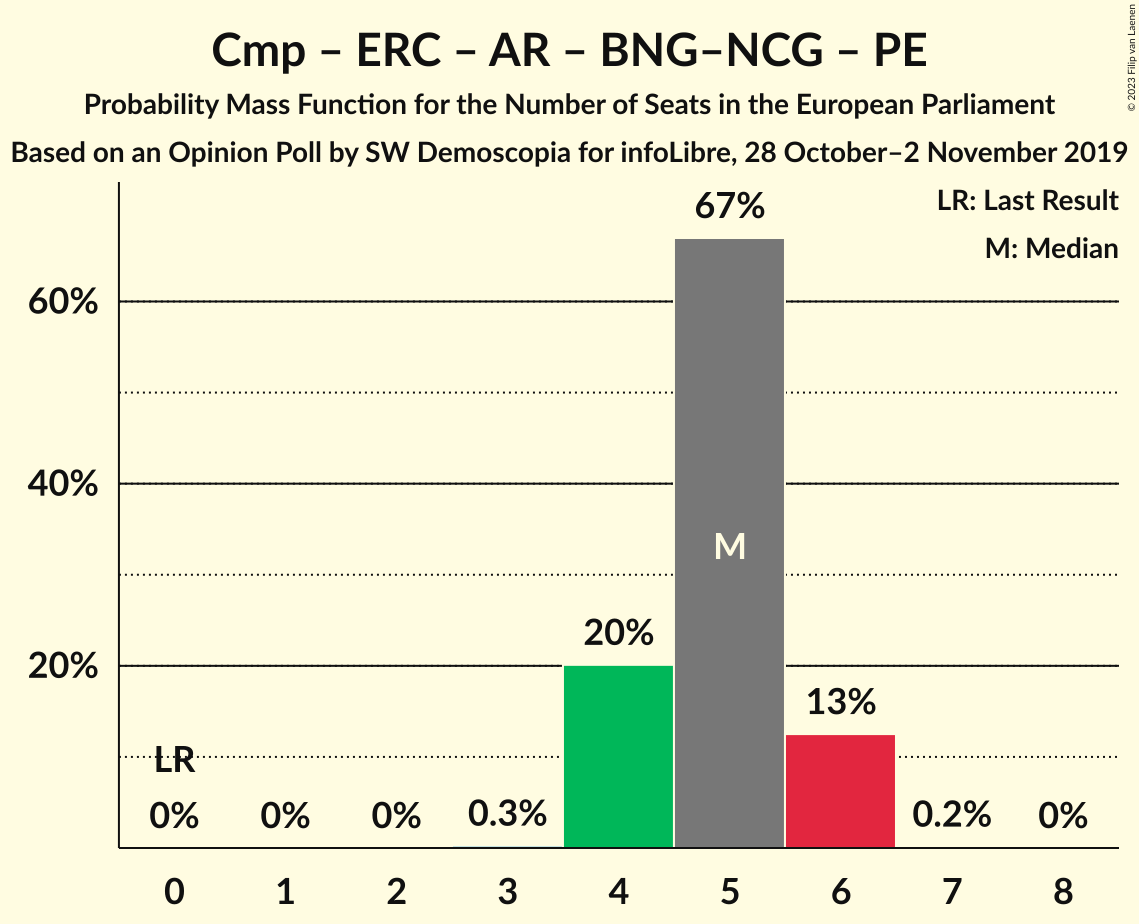 Cmp – ERC – AR – BNG–NCG – PE
Probability Mass Function for the Number of Seats in the European Parliament
Based on an Opinion Poll by SW Demoscopia for infoLibre, 28 October–2 November 2019
© 2023 Filip van Laenen
LR: Last Result
M: Median
67%
60%
40%
M
20%
20%
13%
LR
0% 0% 0% 0.3% 0.2% 0%
0 1 2 3 4 5 6 7 8